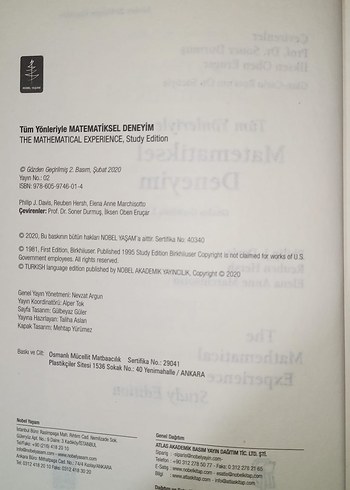 NOBEL YAŞAM
Tüm Yönleriyle MATEMATİKSEL DENEYİM
THE MATHEMATICAL EXPERIENCE, Study Edition
© Gözden Geçirilmiş 2. Basım, Şubat 2020
Yayın No.: 02
ISBN: 978-605-9746-01-4
Philip J. Davis, Reuben Hersh, Elena Anne Marchisotto
Çevirenler: Prof. Dr. Soner Durmuş, İlksen Oben Eruçar
© 2020, Bu baskının bütün hakları NOBEL YAŞAM'a aittir. Sertifika No: 40340
© 1981, First Edition, Birkhäuser, Published 1995 Study Edition Birkhäuser Copyright is not claimed for works of U.S.
Government employees. All rights reserved.
© TURKISH language edition published by NOBEL AKADEMİK YAYINCILIK, Copyright © 2020
Genel Yayın Yönetmeni: Nevzat Argun
Yayın Koordinatörü: Alper Tok
Sayfa Tasarım: Gülbeyaz Güler
Yayına Hazırlayan: Taliha Aslan
Kapak Tasarım: Mehtap Yürümez
Baskı ve Cilt: Osmanlı Mücellit Matbaacılık Sertifika No.: 29041
Plastikçiler Sitesi 1536 Sokak No.: 40 Yenimahalle / ANKARA
Nobel Yaşam
Genel Dağıtım
ATLAS AKADEMİK BASIM YAYIN DAĞITIM TİC. LTD. ŞTİ.